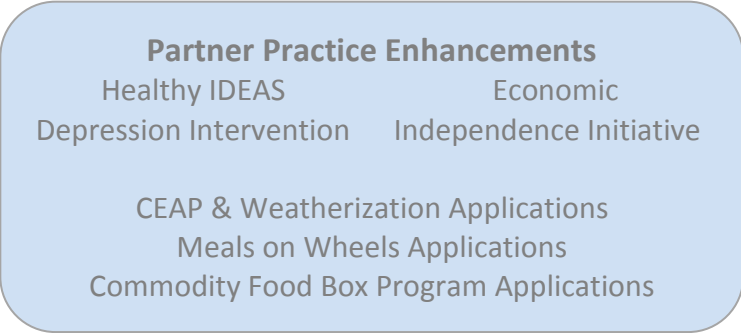 Partner Practice Enhancements
Healthy IDEAS
Depression Intervention
Economic
Independence Initiative
CEAP & Weatherization Applications
Meals on Wheels Applications
Commodity Food Box Program Applications